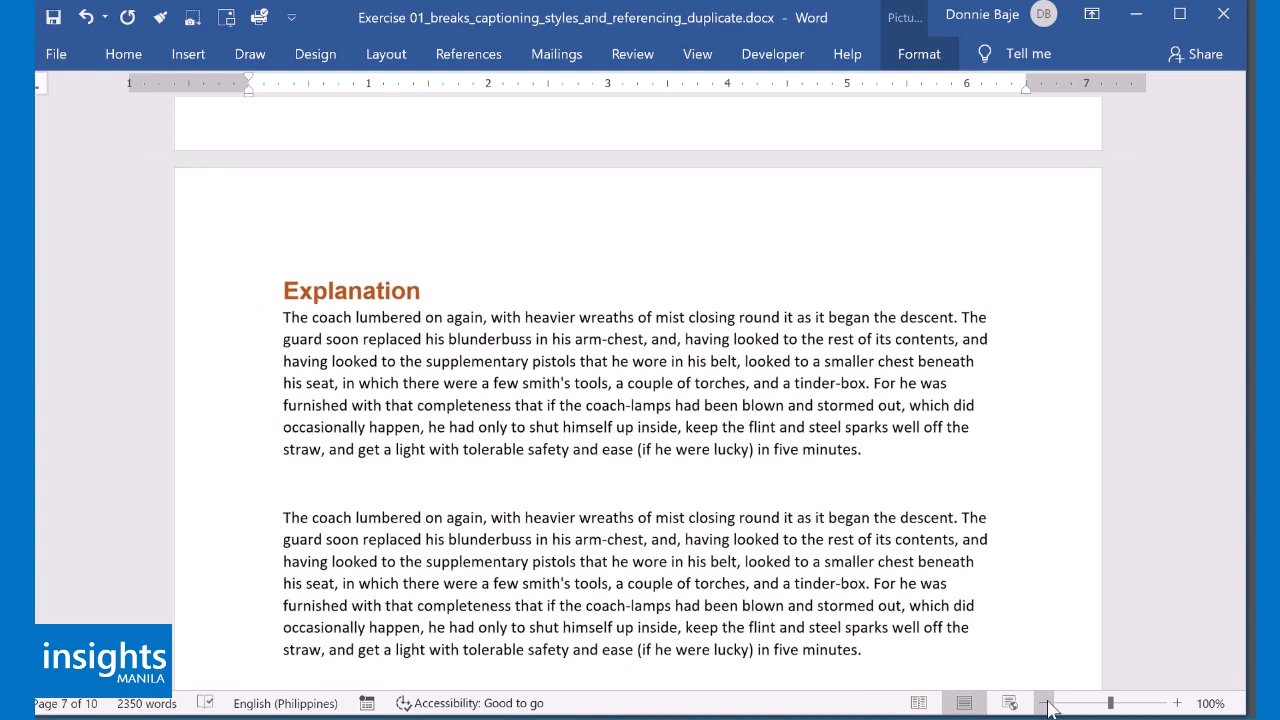 Exercise 01_breaks_captioning_styles_and_referencing_duplicate.docx - Word
Pictu...
Donnie Baje DB
File Home Insert Draw Design Layout References Mailings Review View Developer Help Format Tell me Share
1 1 2 3 4 5 6 7
Explanation
The coach lumbered on again, with heavier wreaths of mist closing round it as it began the descent. The
guard soon replaced his blunderbuss in his arm-chest, and, having looked to the rest of its contents, and
having looked to the supplementary pistols that he wore in his belt, looked to a smaller chest beneath
his seat, in which there were a few smith's tools, a couple of torches, and a tinder-box. For he was
furnished with that completeness that if the coach-lamps had been blown and stormed out, which did
occasionally happen, he had only to shut himself up inside, keep the flint and steel sparks well off the
straw, and get a light with tolerable safety and ease (if he were lucky) in five minutes.
The coach lumbered on again, with heavier wreaths of mist closing round it as it began the descent. The
guard soon replaced his blunderbuss in his arm-chest, and, having looked to the rest of its contents, and
having looked to the supplementary pistols that he wore in his belt, looked to a smaller chest beneath
his seat, in which there were a few smith's tools, a couple of torches, and a tinder-box. For he was
furnished with that completeness that if the coach-lamps had been blown and stormed out, which did
occasionally happen, he had only to shut himself up inside, keep the flint and steel sparks well off the
straw, and get a light with tolerable safety and ease (if he were lucky) in five minutes.
insights
MANILA
Page 7 of 10 2350 words English (Philippines) Accessibility: Good to go 100%